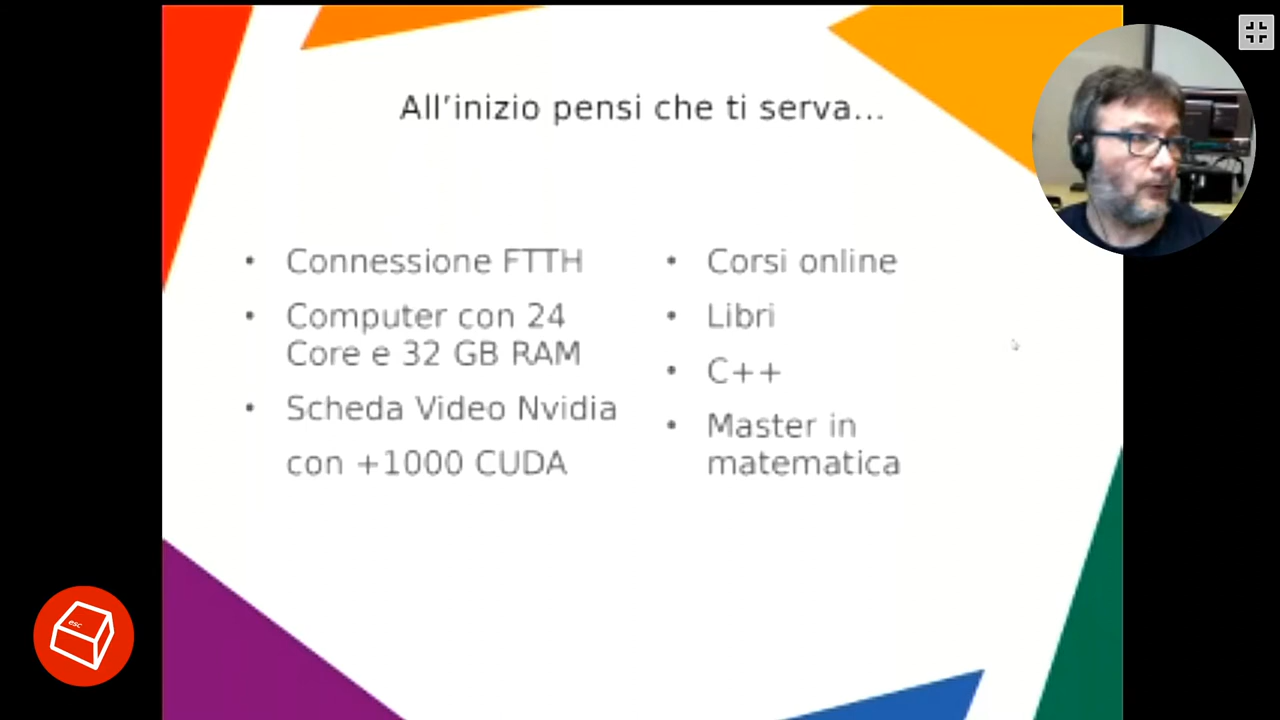 All’inizio pensi che ti serva...
• Connessione FTTH
• Computer con 24
Core e 32 GB RAM
• Scheda Video Nvidia
con +1000 CUDA
• Corsi online
• Libri
• C++
• Master in
matematica
esc